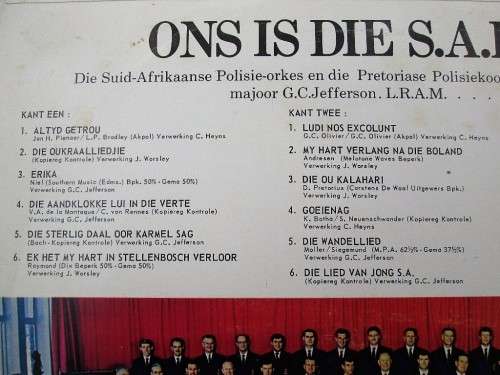 ONS IS DIE S.A.
Die Suid-Afrikaanse Polisie-orkes en die Pretoriase Polisiekoo
majoor G.C.Jefferson. L.R.A.M. . . . .
KANT EEN :
1. ALTYD GETROU
Jan H. Pienaar/L.P. Bradley (Akpol) Verwerking C. Heyns
2. DIE OUKRAALLIEDJIE
(Kopiereg Kontrole) Verwerking J. Worsley
3. ERIKA
Niel (Southern Music (Edms.) Bpk. 50% - Gema 50%)
Verwerking G.C. Jefferson
4. DIE AANDKLOKKE LUI IN DIE VERTE
V.A. de la Montague/C. von Rennes (Kopiereg Kontrole)
Verwerking G.C. Jefferson
5. DIE STERLIG DAAL OOR KARMEL SAG
(Bach - Kopiereg Kontrole) Verwerking G.C. Jefferson
6. EK HET MY HART IN STELLENBOSCH VERLOOR
Raymond (Dix Beperk 50% - Gema 50%)
Verwerking J. Worsley
KANT TWEE :
1. LUDI NOS EXCOLUNT
G.C. Olivier/G.C. Olivier (Akpol) Verwerking C. Heyns
2. MY HART VERLANG NA DIE BOLAND
Andresen (Melotone Waves Beperk)
Verwerking J. Worsley
3. DIE OU KALAHARI
D. Pretorius (Carstens De Waal Uitgewers Bpk.)
Verwerking J. Worsley
4. GOEIENAG
K. Botha/S. Neuenschwander (Kopiereg Kontrole)
Verwerking C. Heyns
5. DIE WANDELLIED
Moller/Siegemund (M.P.A. 62½% - Gema 37½%)
Verwerking G.C. Jefferson
6. DIE LIED VAN JONG S.A.
(Kopiereg Kontrole) Verwerking G.C. Jefferson